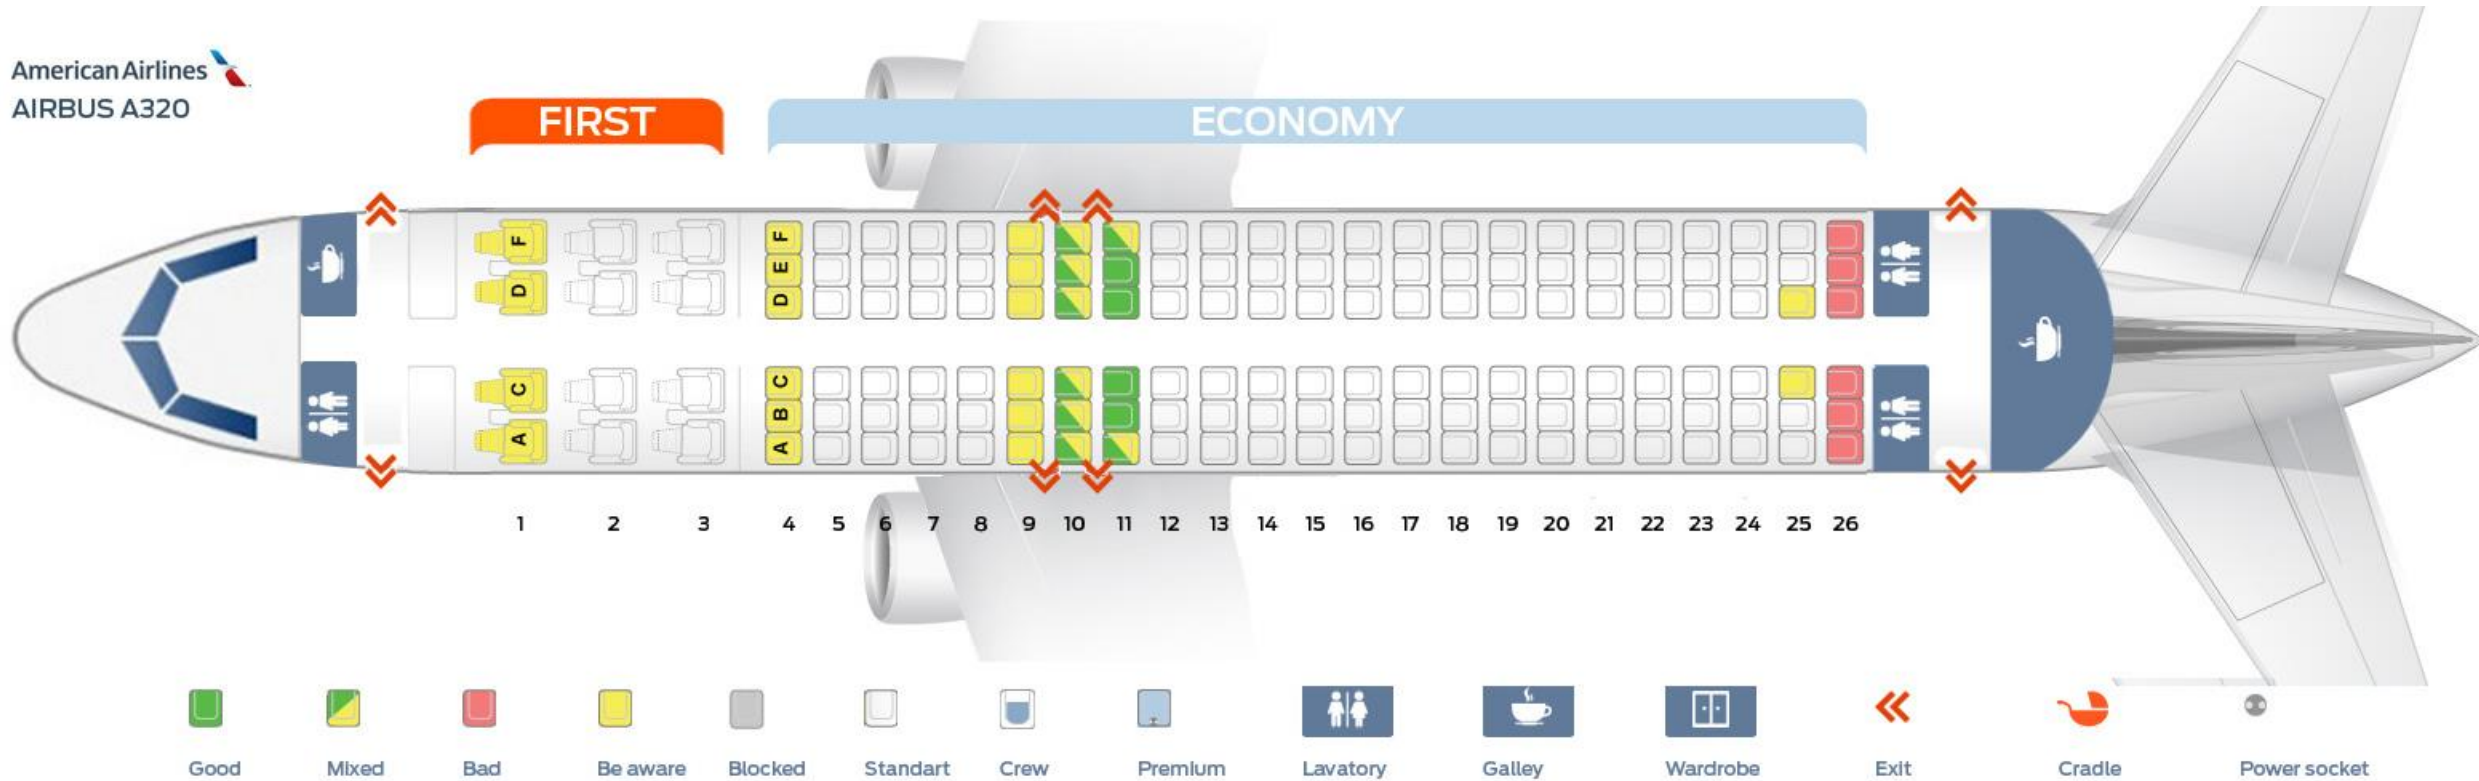 American Airlines
AIRBUS A320
FIRST
ECONOMY
F
D
C
A
F
E
D
C
B
A
1 2 3 4 5 6 7 8 9 10 11 12 13 14 15 16 17 18 19 20 21 22 23 24 25 26
Good Mixed Bad Be aware Blocked Standart Crew Premium Lavatory Galley Wardrobe Exit Cradle Power socket